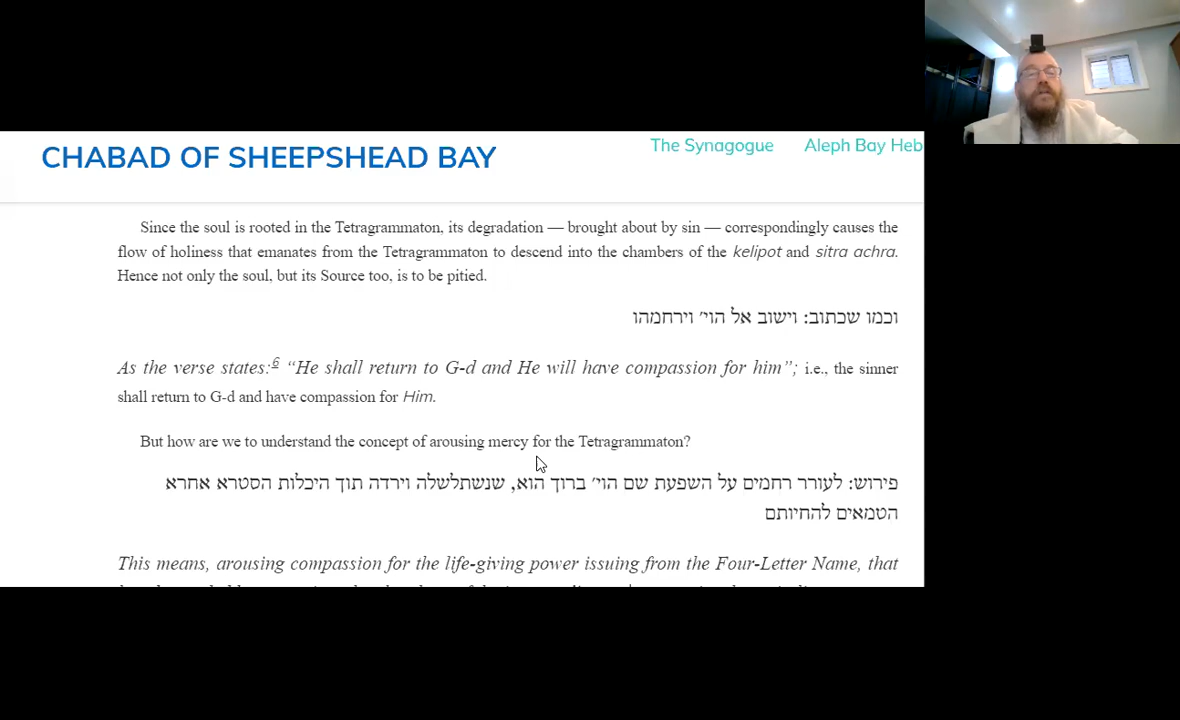 CHABAD OF SHEEPSHEAD BAY
The Synagogue Aleph Bay Heb
Since the soul is rooted in the Tetragrammaton, its degradation — brought about by sin — correspondingly causes the
flow of holiness that emanates from the Tetragrammaton to descend into the chambers of the kelipot and sitra achra.
Hence not only the soul, but its Source too, is to be pitied.
וכמו שכתוב: וישוב אל הוי׳ וירחמהו
As the verse states:6 “He shall return to G-d and He will have compassion for him”; i.e., the sinner
shall return to G-d and have compassion for Him.
But how are we to understand the concept of arousing mercy for the Tetragrammaton?
פירוש: לעורר רחמים על השפעת שם הוי׳ ברוך הוא, שנשתלשלה וירדה תוך היכלות הסטרא אחרא
הטמאים להחיותם
This means, arousing compassion for the life-giving power issuing from the Four-Letter Name, that